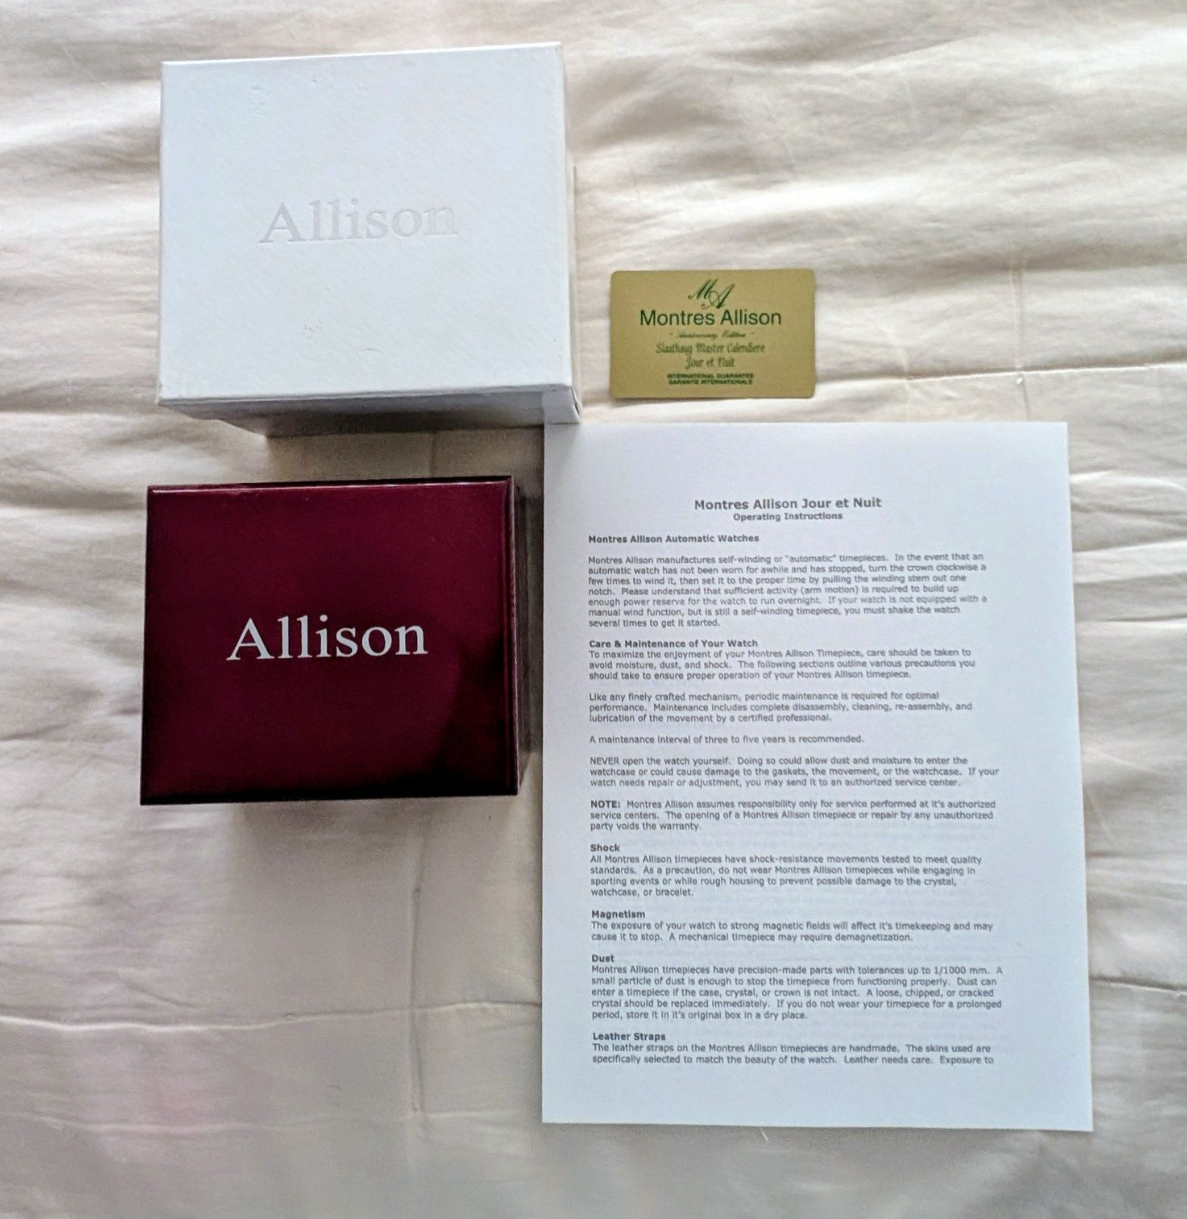 Allison
MA
Montres Allison
Anniversary Edition
Master Calendiere
Jour et Nuit
INTERNATIONAL GUARANTEE
GARANTIE INTERNATIONALE
Allison
Montres Allison Jour et Nuit
Operating Instructions
Montres Allison Automatic Watches
Montres Allison manufactures self-winding or "automatic" timepieces. In the event that an
automatic watch has not been worn for awhile and has stopped, turn the crown clockwise a
few times to wind it, then set it to the proper time by pulling the winding stem out one
notch. Please understand that sufficient activity (arm motion) is required to build up
enough power reserve for the watch to run overnight. If your watch is not equipped with a
manual wind function, but is still a self-winding timepiece, you must shake the watch
several times to get it started.
Care & Maintenance of Your Watch
To maximize the enjoyment of your Montres Allison Timepiece, care should be taken to
avoid moisture, dust, and shock. The following sections outline various precautions you
should take to ensure proper operation of your Montres Allison timepiece.
Like any finely crafted mechanism, periodic maintenance is required for optimal
performance. Maintenance includes complete disassembly, cleaning, re-assembly, and
lubrication of the movement by a certified professional.
A maintenance interval of three to five years is recommended.
NEVER open the watch yourself. Doing so could allow dust and moisture to enter the
watchcase or could cause damage to the gaskets, the movement, or the watchcase. If your
watch needs repair or adjustment, you may send it to an authorized service center.
NOTE: Montres Allison assumes responsibility only for service performed at it's authorized
service centers. The opening of a Montres Allison timepiece or repair by any unauthorized
party voids the warranty.
Shock
All Montres Allison timepieces have shock-resistance movements tested to meet quality
standards. As a precaution, do not wear Montres Allison timepieces while engaging in
sporting events or while rough housing to prevent possible damage to the crystal,
watchcase, or bracelet.
Magnetism
The exposure of your watch to strong magnetic fields will affect it's timekeeping and may
cause it to stop. A mechanical timepiece may require demagnetization.
Dust
Montres Allison timepieces have precision-made parts with tolerances up to 1/1000 mm. A
small particle of dust is enough to stop the timepiece from functioning properly. Dust can
enter a timepiece if the case, crystal, or crown is not intact. A loose, chipped, or cracked
crystal should be replaced immediately. If you do not wear your timepiece for a prolonged
period, store it in it's original box in a dry place.
Leather Straps
The leather straps on the Montres Allison timepieces are handmade. The skins used are
specifically selected to match the beauty of the watch. Leather needs care. Exposure to